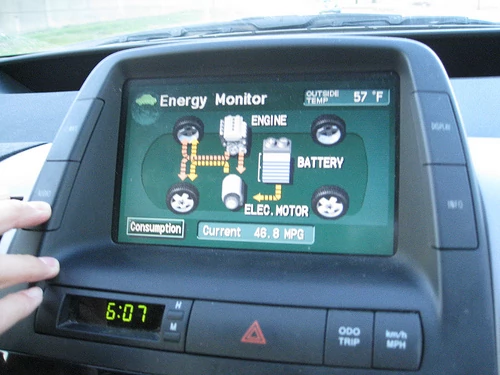 Energy Monitor
OUTSIDE TEMP 57 °F
ENGINE
BATTERY
ELEC. MOTOR
Consumption
Current 46.8 MPG
DISPLAY
INFO
6:07
H
M
ODO TRIP
km/h MPH